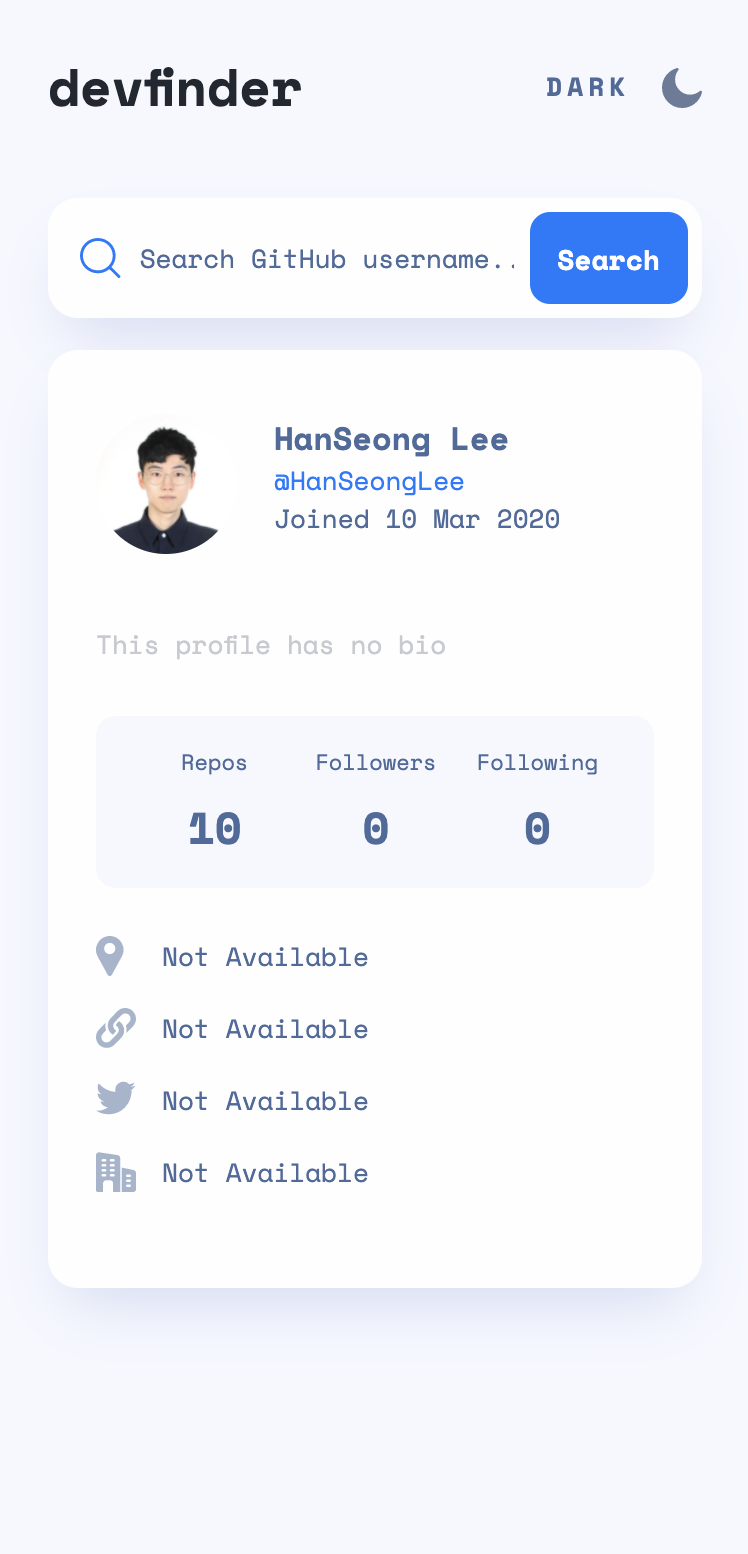 devfinder
DARK
Search GitHub username..
Search
HanSeong Lee
@HanSeongLee
Joined 10 Mar 2020
This profile has no bio
Repos Followers Following
10 0 0
Not Available
Not Available
Not Available
Not Available